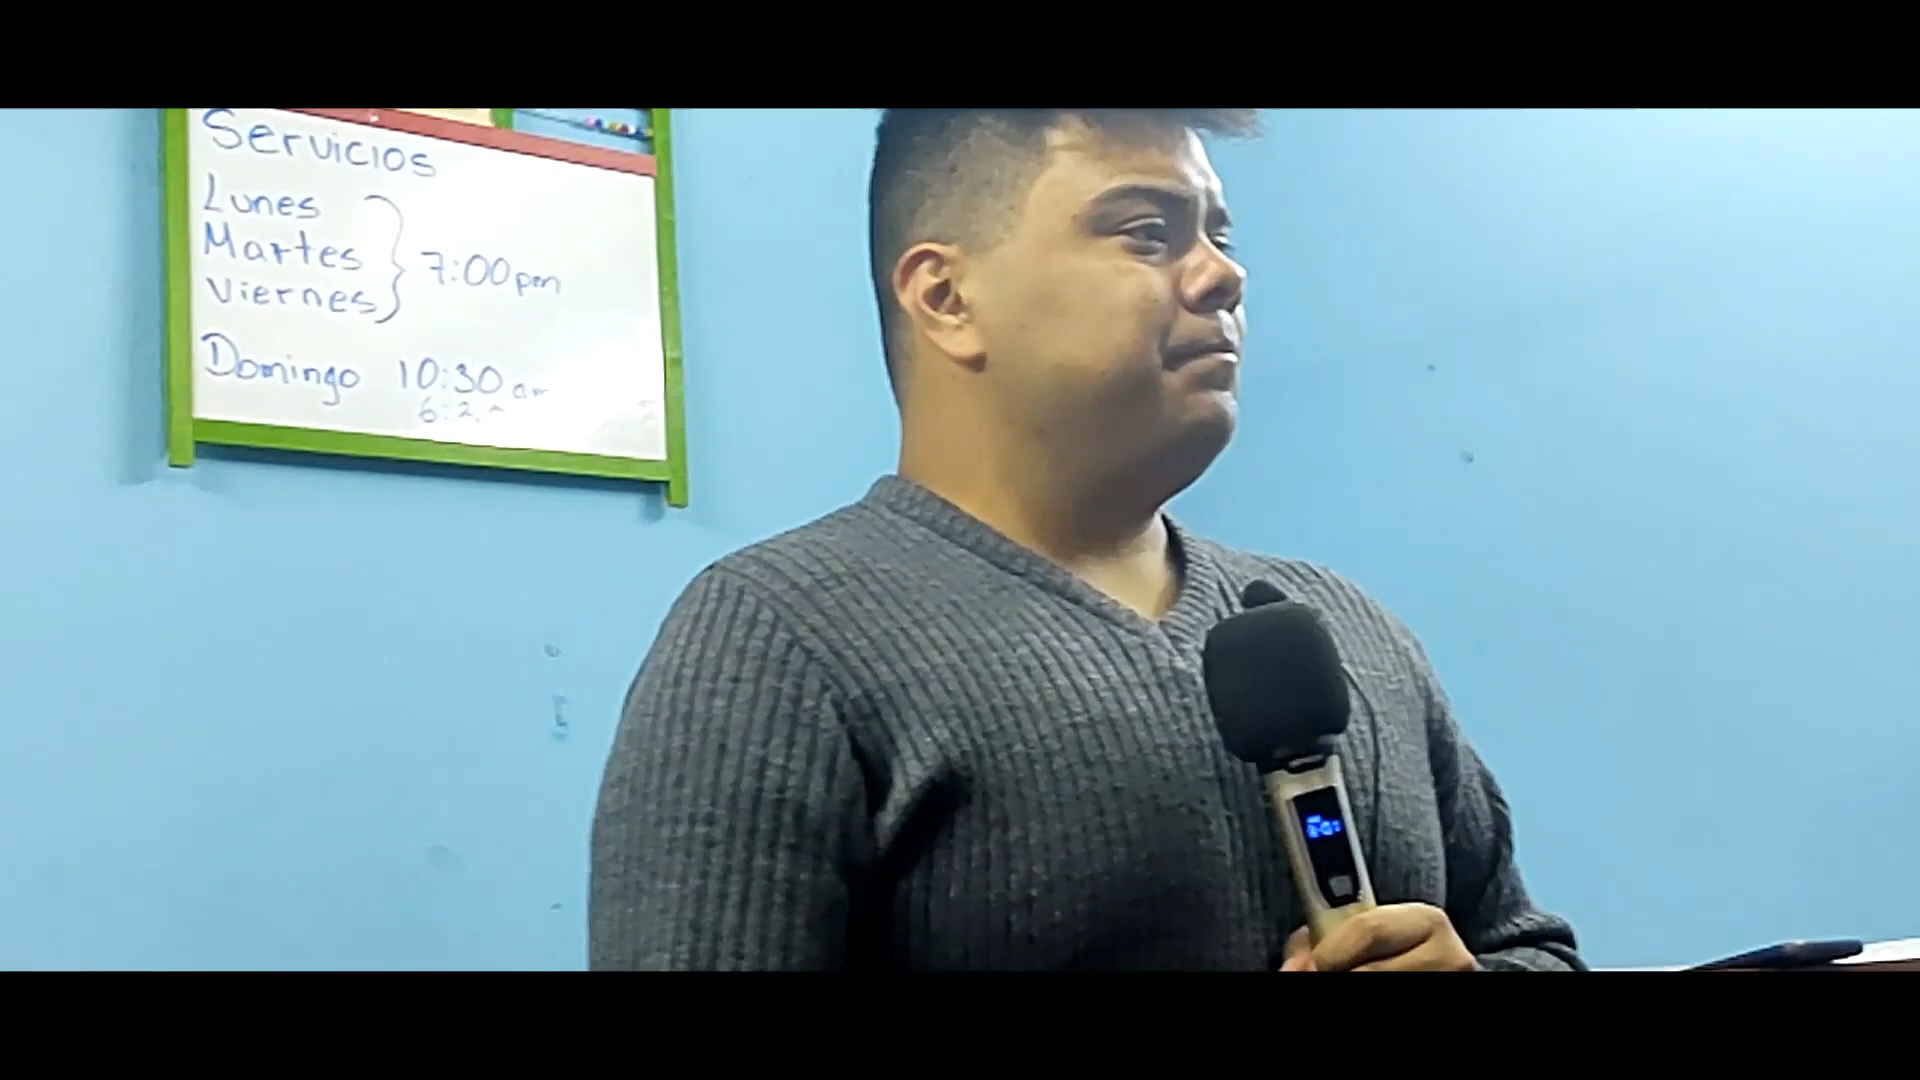 Servicios
Lunes
Martes
Viernes
7:00pm
Domingo 10:30 am